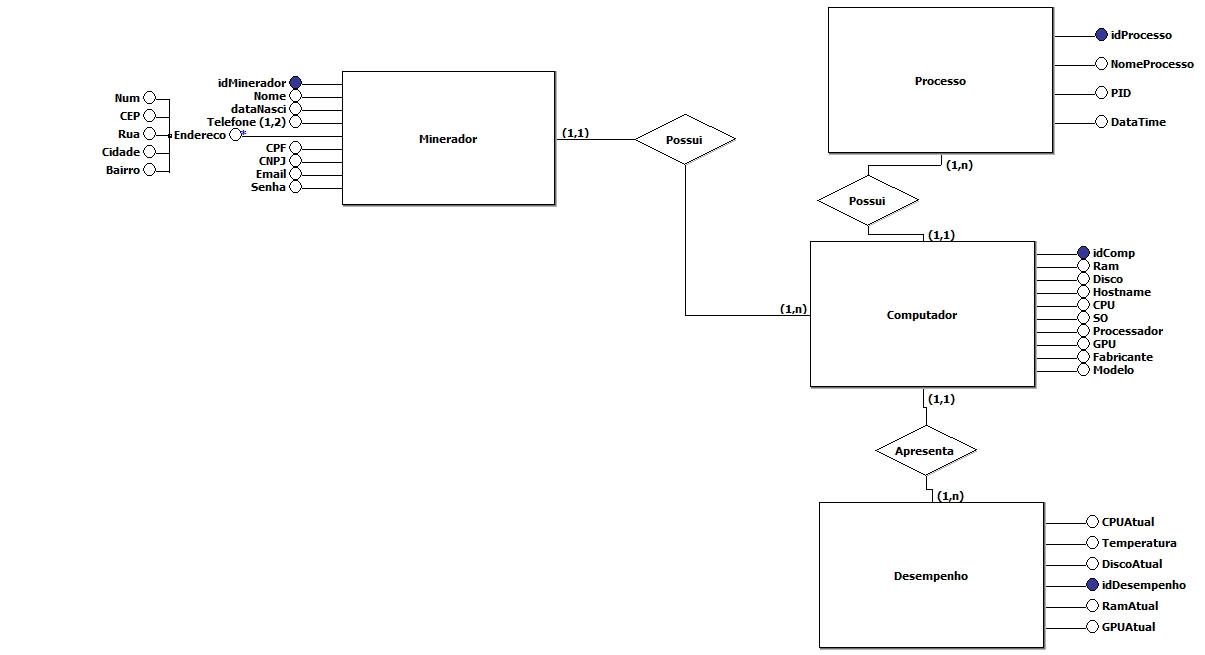 idMinerador
Nome
dataNasci
Telefone (1,2)
Num
CEP
Rua
Cidade
Bairro
Endereco
*
CPF
CNPJ
Email
Senha
Minerador
(1,1)
Possui
(1,n)
Processo
idProcesso
NomeProcesso
PID
DataTime
(1,n)
Possui
(1,1)
Computador
idComp
Ram
Disco
Hostname
CPU
SO
Processador
GPU
Fabricante
Modelo
(1,1)
Apresenta
(1,n)
Desempenho
CPUAtual
Temperatura
DiscoAtual
idDesempenho
RamAtual
GPUAtual